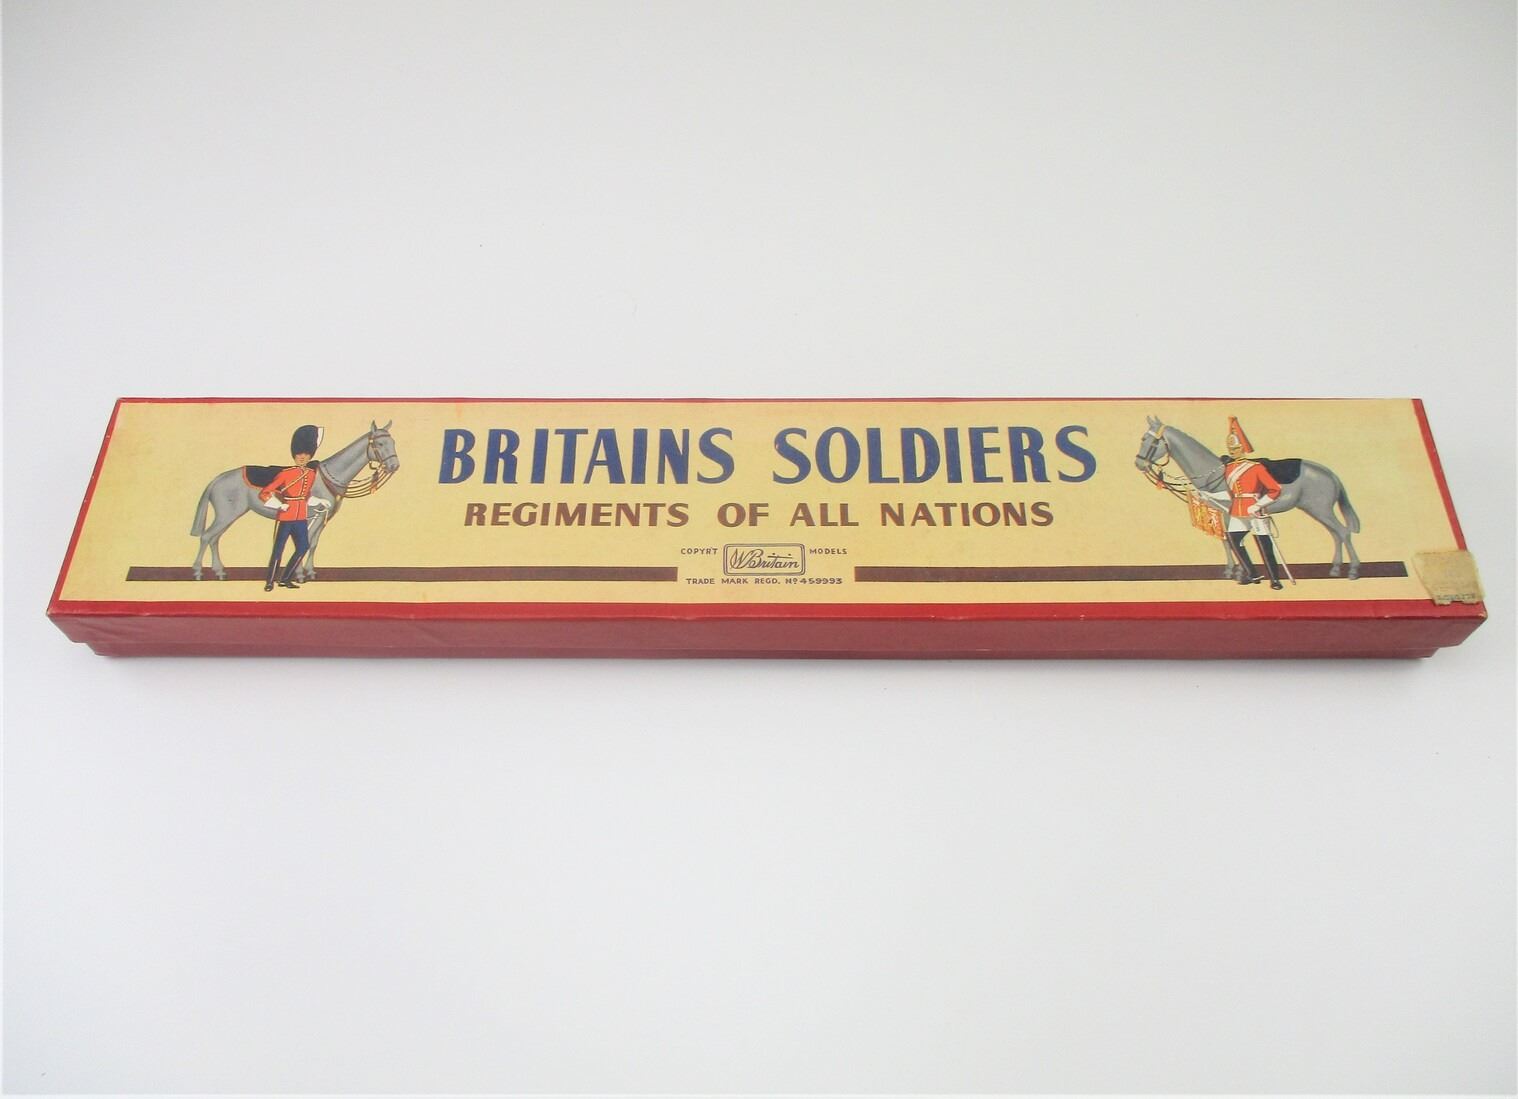 BRITAINS SOLDIERS
REGIMENTS OF ALL NATIONS
COPYR'T W Britain MODELS
TRADE MARK REGD. Nº 459993